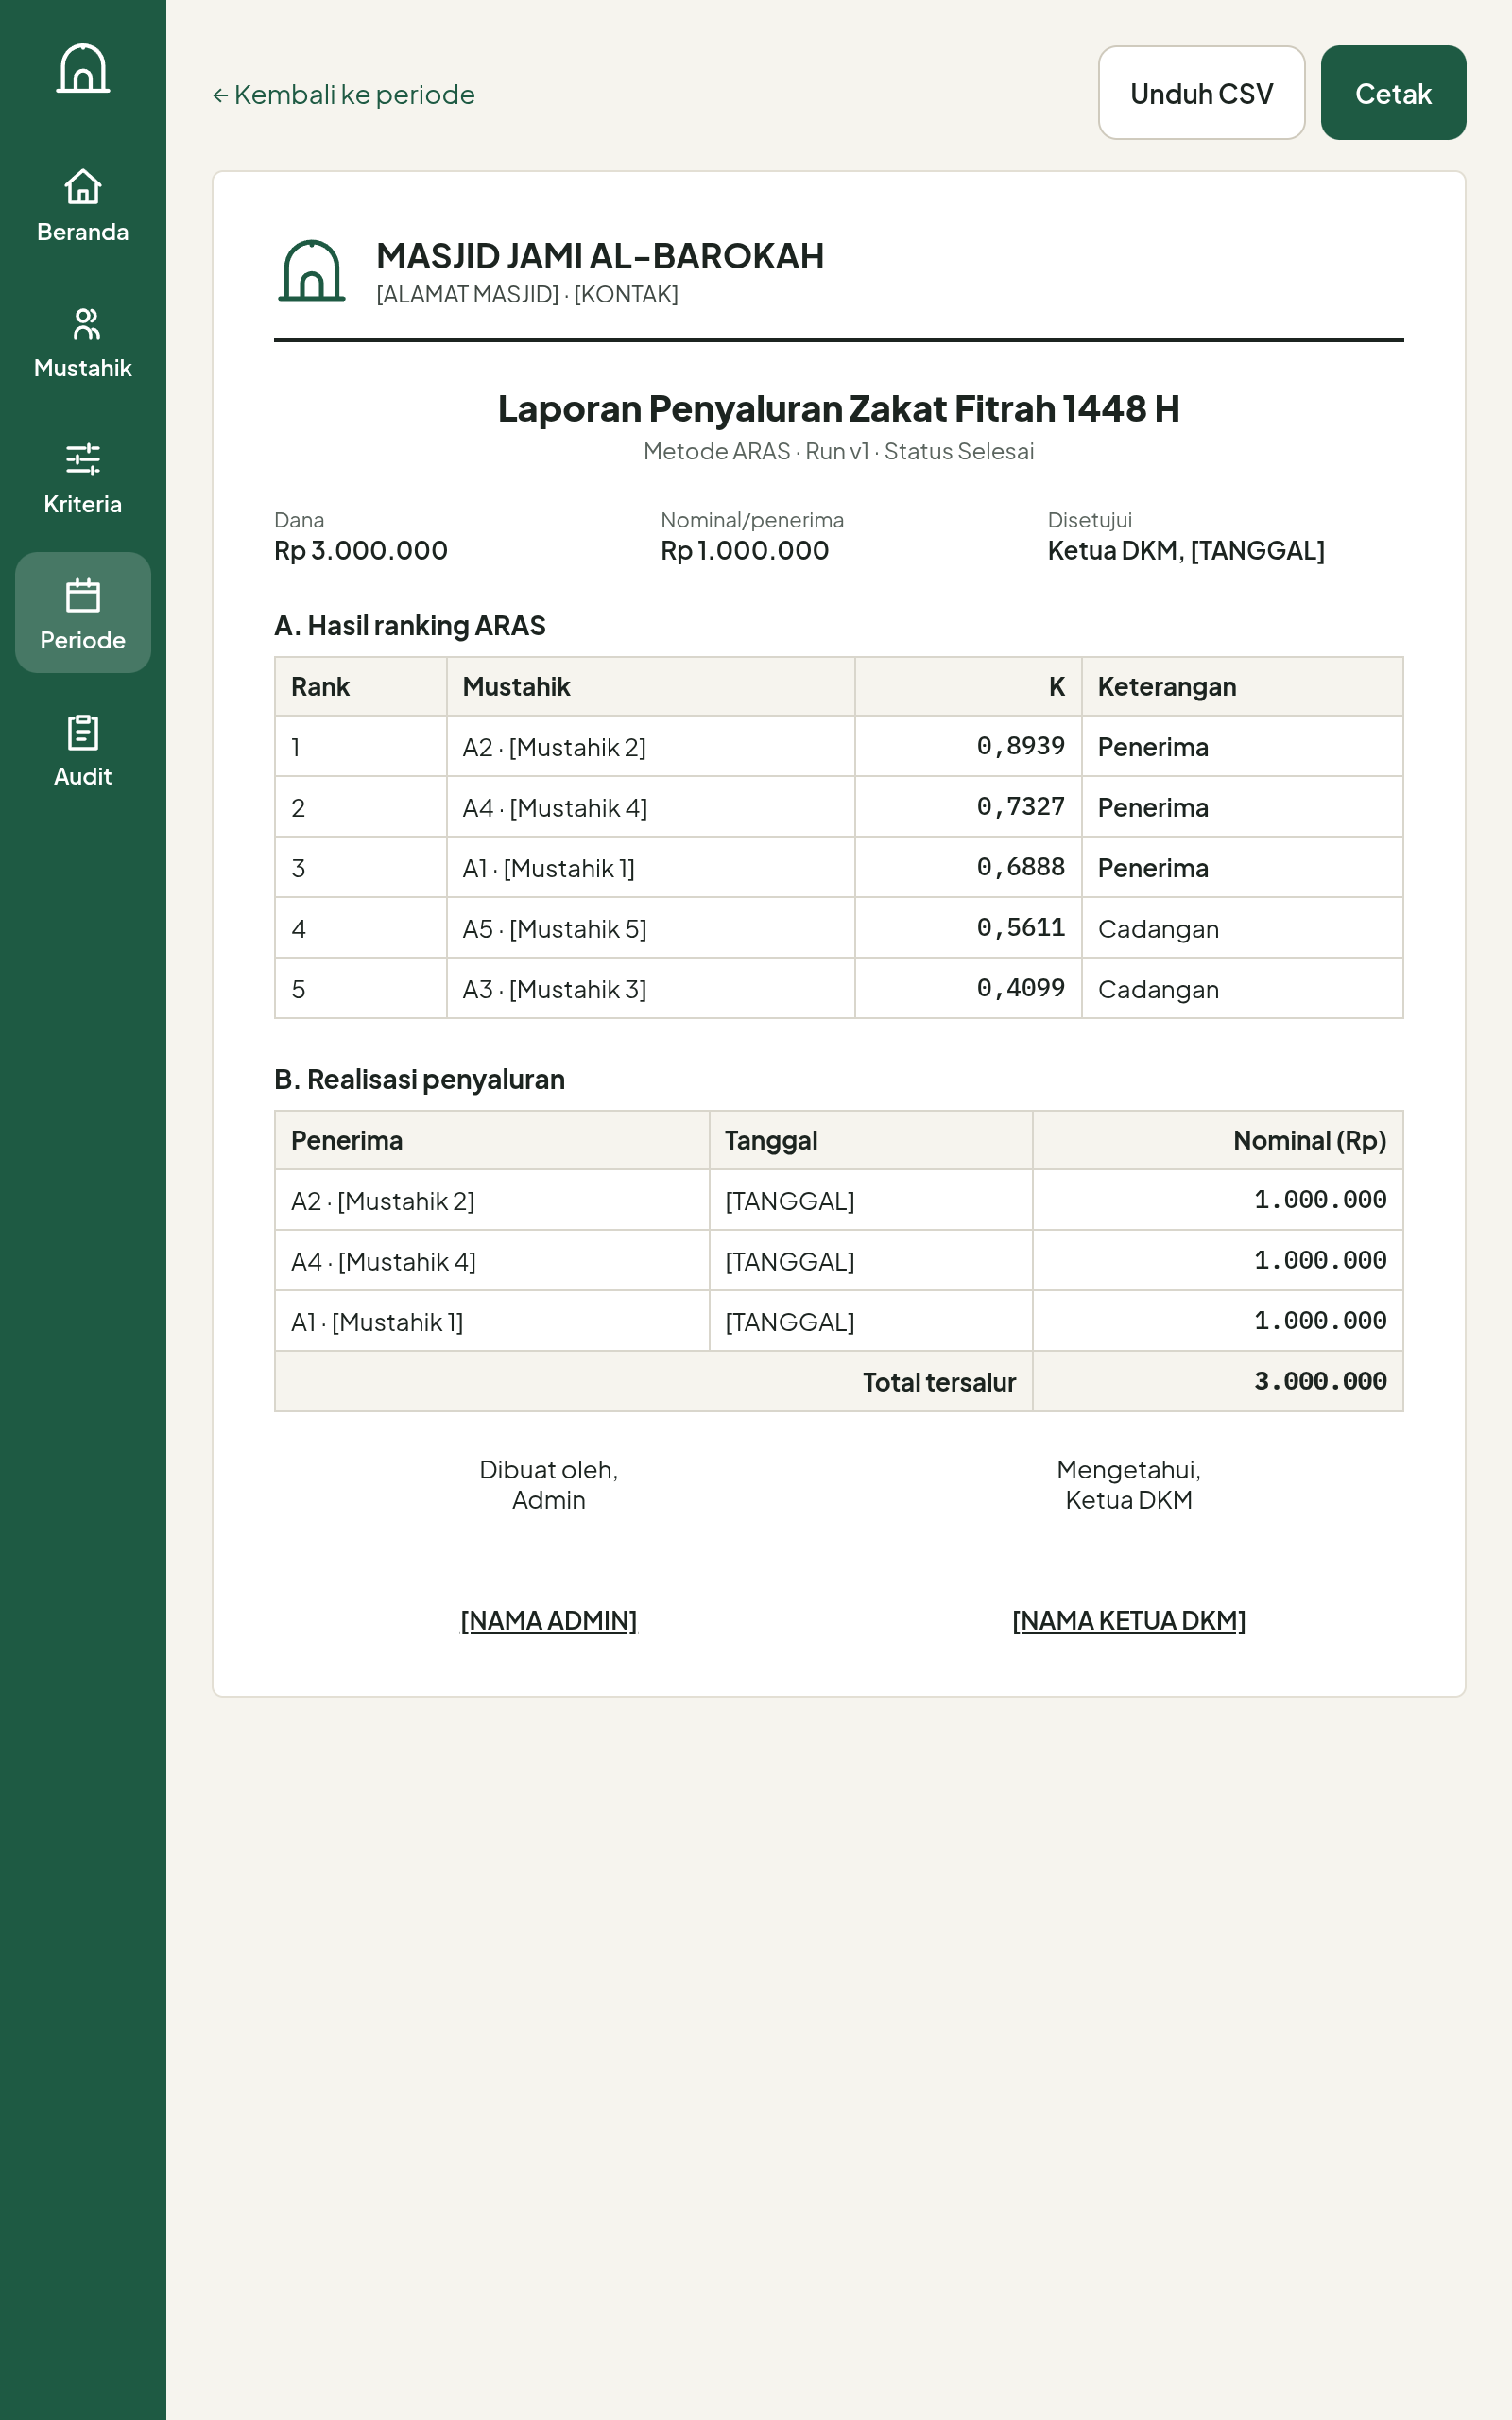 ← Kembali ke periode
Unduh CSV
Cetak
Beranda
Mustahik
Kriteria
Periode
Audit
MASJID JAMI AL-BAROKAH
[ALAMAT MASJID] · [KONTAK]
Laporan Penyaluran Zakat Fitrah 1448 H
Metode ARAS · Run v1 · Status Selesai
Dana Nominal/penerima Disetujui
Rp 3.000.000 Rp 1.000.000 Ketua DKM, [TANGGAL]
A. Hasil ranking ARAS
Rank Mustahik K Keterangan
1 A2 · [Mustahik 2] 0,8939 Penerima
2 A4 · [Mustahik 4] 0,7327 Penerima
3 A1 · [Mustahik 1] 0,6888 Penerima
4 A5 · [Mustahik 5] 0,5611 Cadangan
5 A3 · [Mustahik 3] 0,4099 Cadangan
B. Realisasi penyaluran
Penerima Tanggal Nominal (Rp)
A2 · [Mustahik 2] [TANGGAL] 1.000.000
A4 · [Mustahik 4] [TANGGAL] 1.000.000
A1 · [Mustahik 1] [TANGGAL] 1.000.000
Total tersalur 3.000.000
Dibuat oleh, Mengetahui,
Admin Ketua DKM
[NAMA ADMIN] [NAMA KETUA DKM]